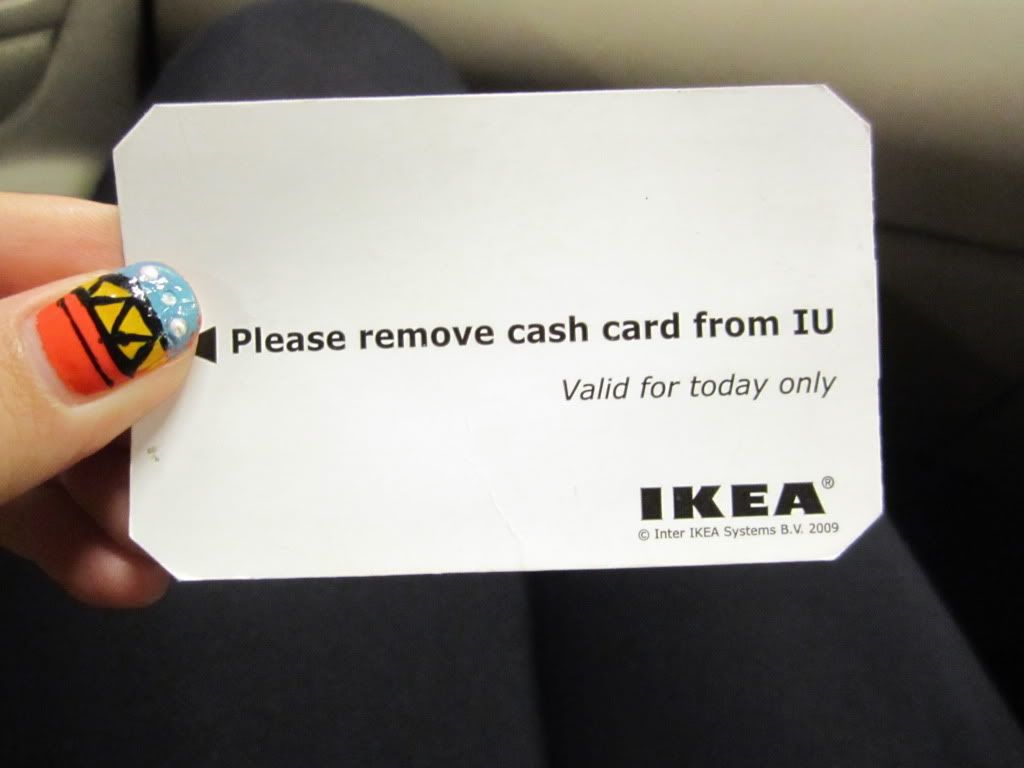 Please remove cash card from IU
Valid for today only
IKEA®
© Inter IKEA Systems B.V. 2009